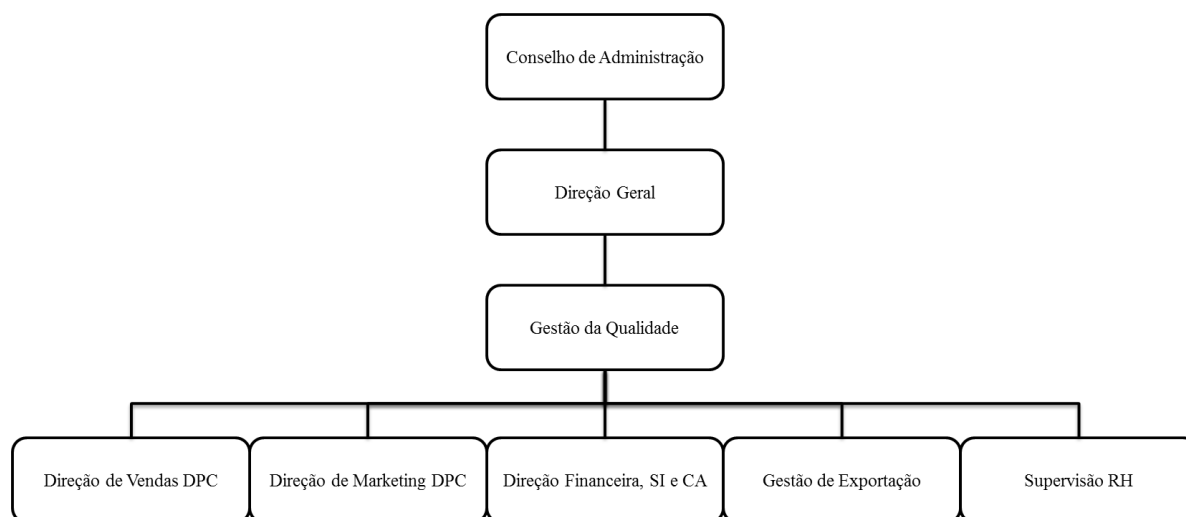 Conselho de Administração
Direção Geral
Gestão da Qualidade
Direção de Vendas DPC
Direção de Marketing DPC
Direção Financeira, SI e CA
Gestão de Exportação
Supervisão RH